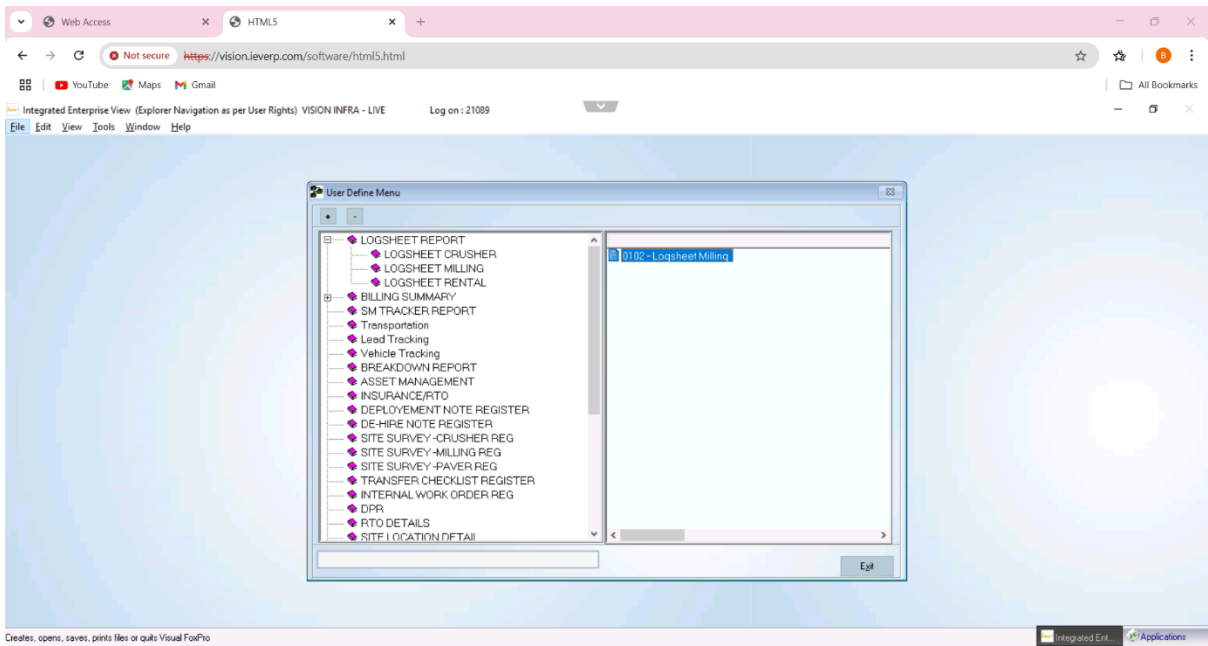 Web Access
HTML5
Not secure https://vision.ieverp.com/software/html5.html
B
YouTube Maps Gmail
All Bookmarks
Integrated Enterprise View (Explorer Navigation as per User Rights) VISION INFRA - LIVE Log on : 21089
File Edit View Tools Window Help
User Define Menu
+ -
LOGSHEET REPORT
LOGSHEET CRUSHER
LOGSHEET MILLING
LOGSHEET RENTAL
BILLING SUMMARY
SM TRACKER REPORT
Transportation
Lead Tracking
Vehicle Tracking
BREAKDOWN REPORT
ASSET MANAGEMENT
INSURANCE/RTO
DEPLOYEMENT NOTE REGISTER
DE-HIRE NOTE REGISTER
SITE SURVEY-CRUSHER REG
SITE SURVEY-MILLING REG
SITE SURVEY-PAVER REG
TRANSFER CHECKLIST REGISTER
INTERNAL WORK ORDER REG
DPR
RTO DETAILS
SITE LOCATION DETAIL
0102 - Logsheet Milling
Exit
Creates, opens, saves, prints files or quits Visual FoxPro
Integrated Ent...
Applications